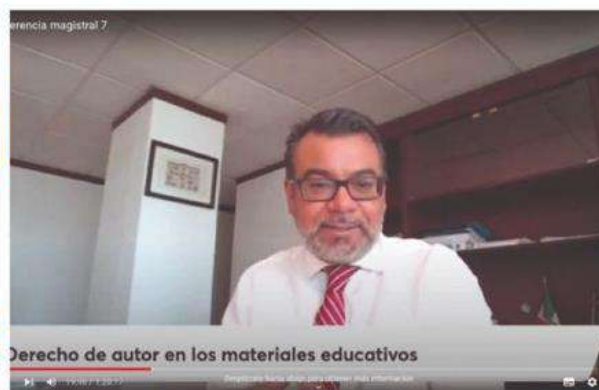 erencia magistral 7
Derecho de autor en los materiales educativos
Desplázate hacia abajo para obtener más información